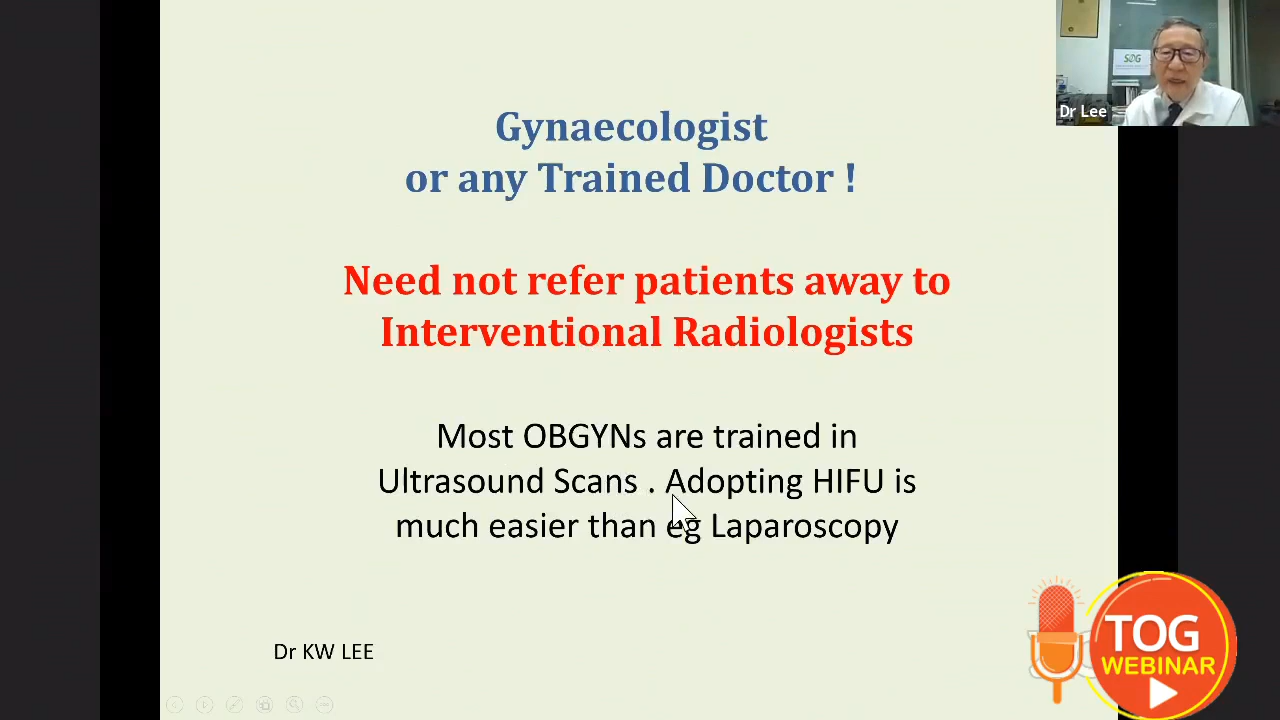 Gynaecologist
or any Trained Doctor !
Need not refer patients away to
Interventional Radiologists
Most OBGYNs are trained in
Ultrasound Scans . Adopting HIFU is
much easier than eg Laparoscopy
Dr KW LEE
SOG
Dr Lee
TOG
WEBINAR